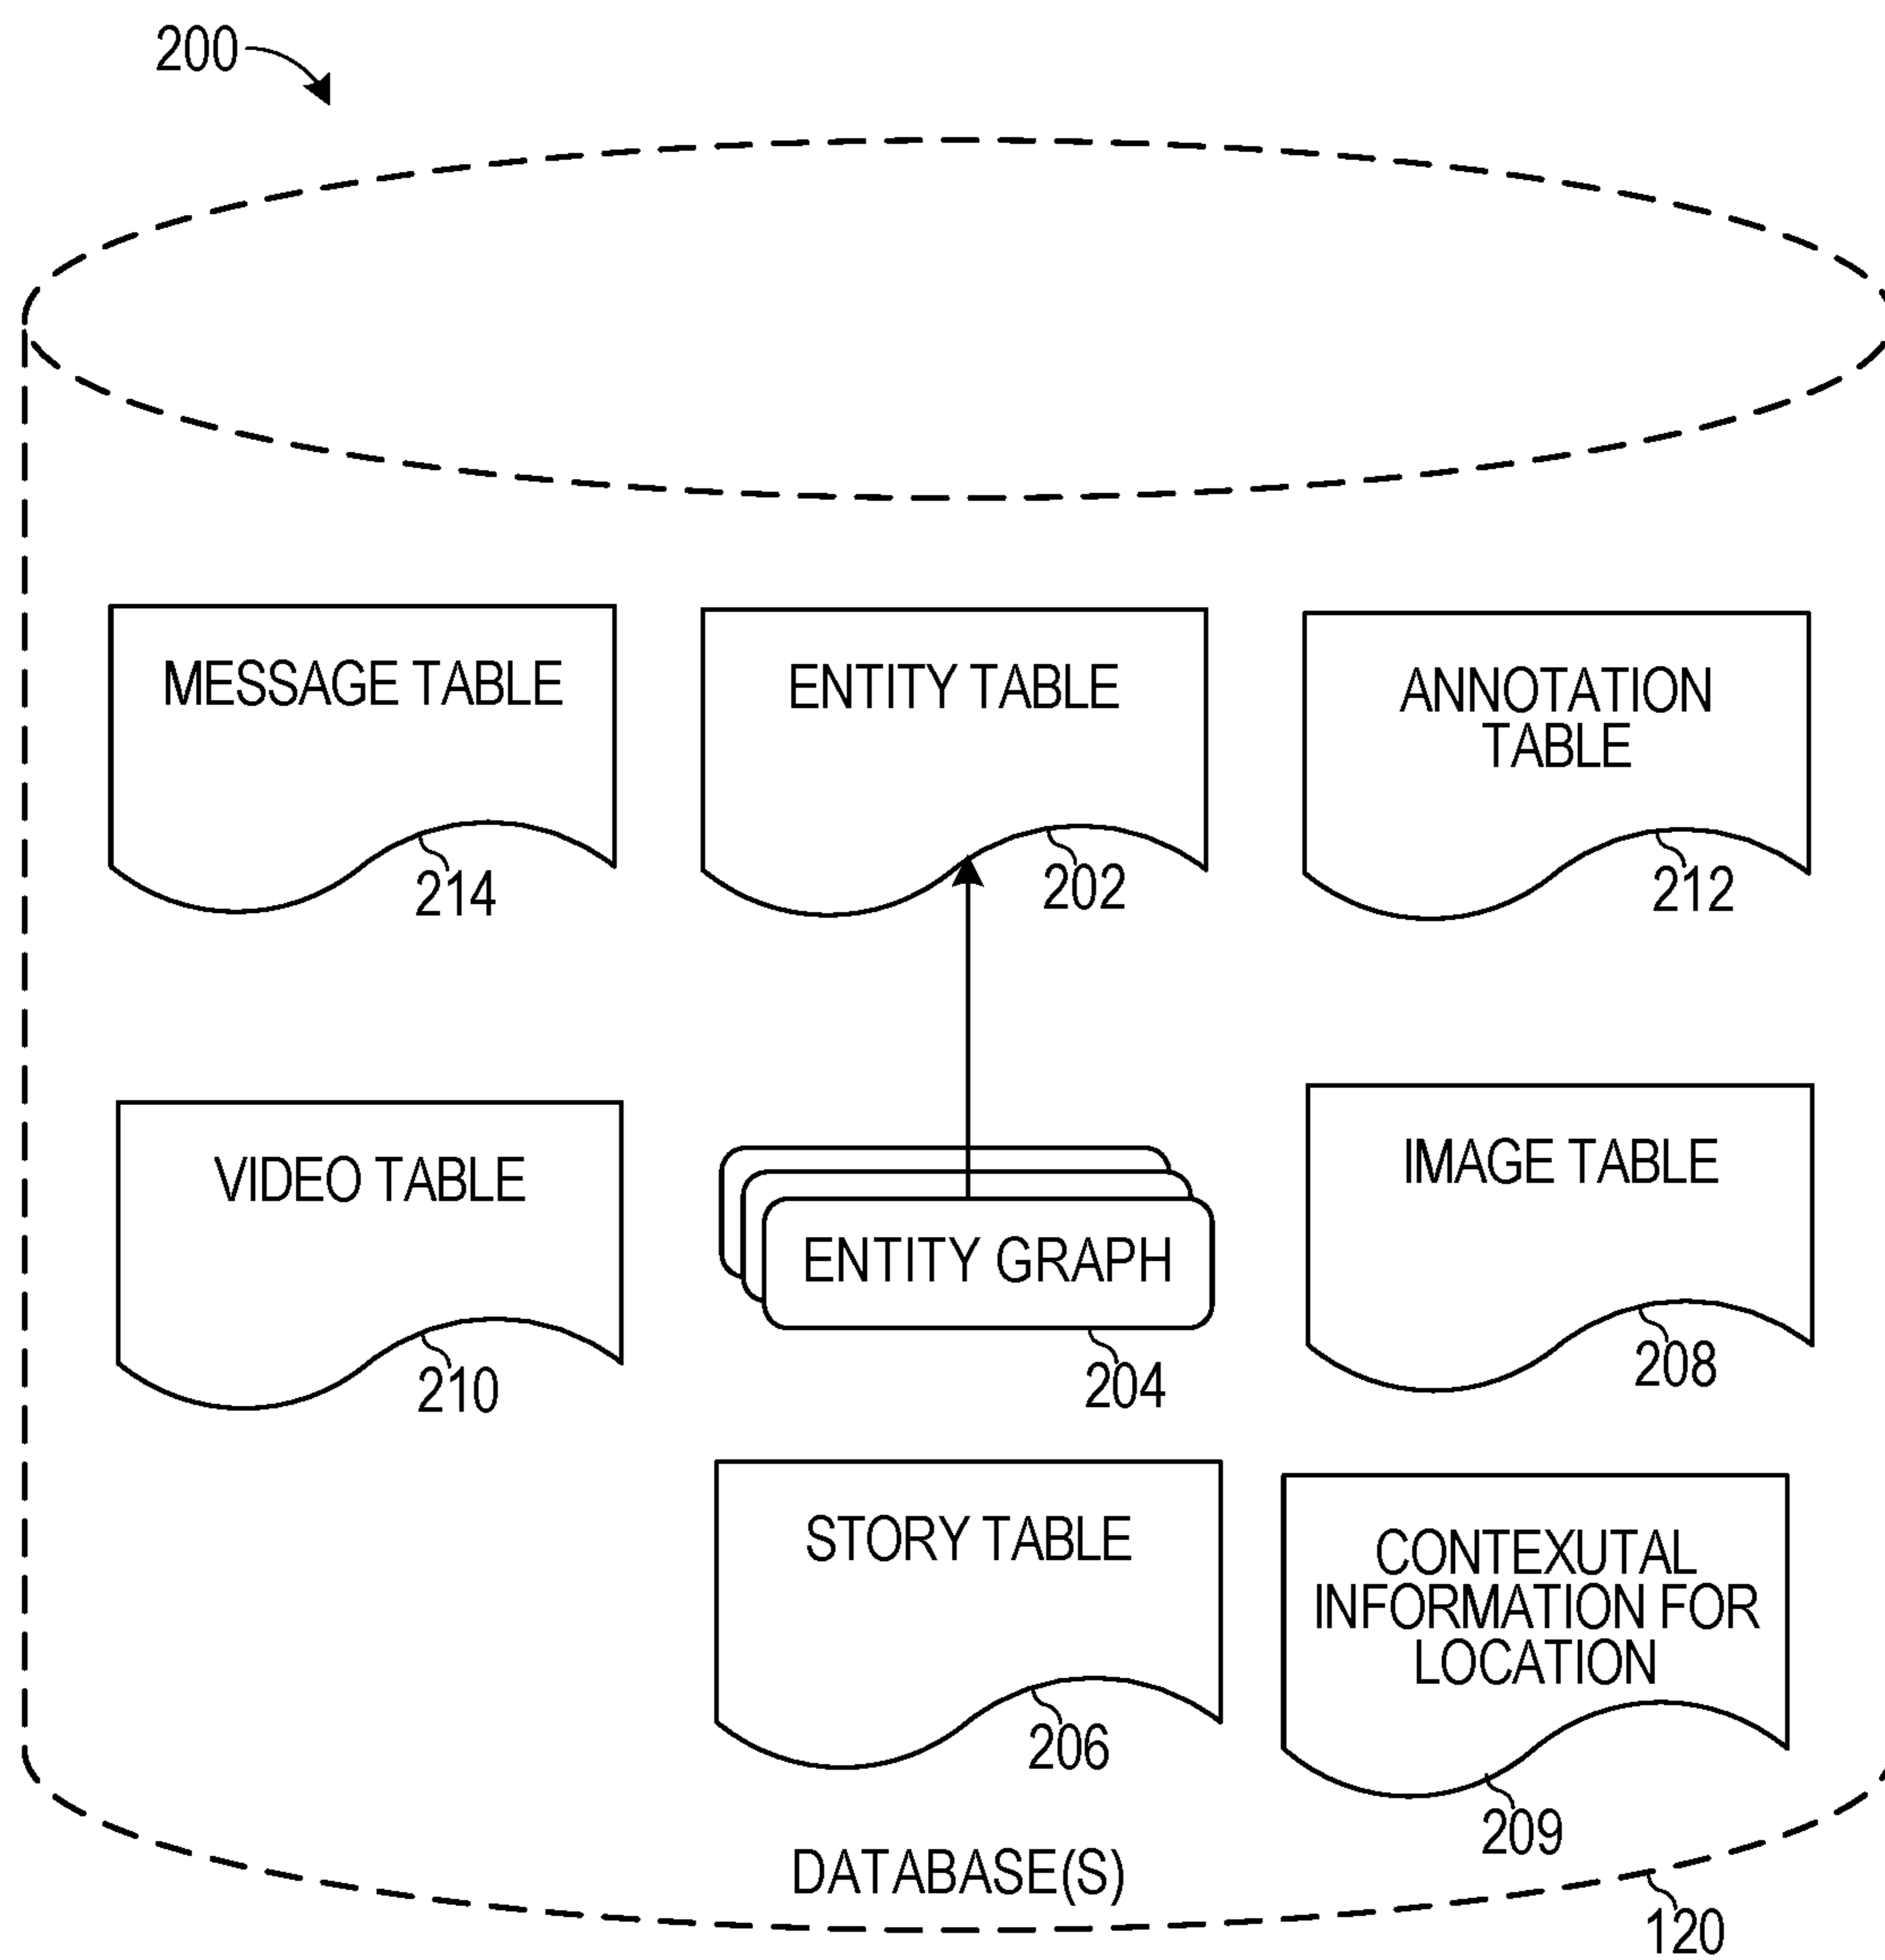 200
MESSAGE TABLE
214
ENTITY TABLE
202
ANNOTATION
TABLE
212
VIDEO TABLE
210
ENTITY GRAPH
204
IMAGE TABLE
208
STORY TABLE
206
CONTEXUTAL
INFORMATION FOR
LOCATION
209
DATABASE(S)
120